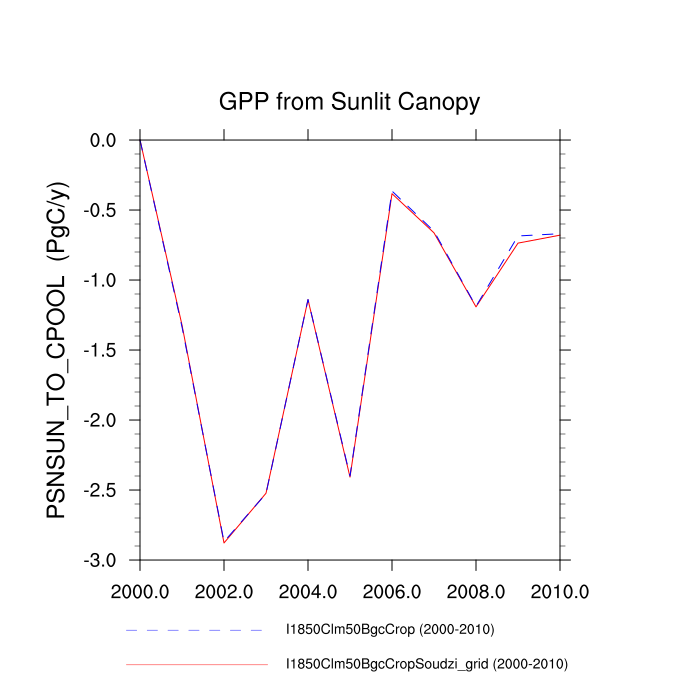 GPP from Sunlit Canopy
PSNSUN_TO_CPOOL (PgC/y)
0.0
-0.5
-1.0
-1.5
-2.0
-2.5
-3.0
2000.0 2002.0 2004.0 2006.0 2008.0 2010.0
I1850Clm50BgcCrop (2000-2010)
I1850Clm50BgcCropSoudzi_grid (2000-2010)